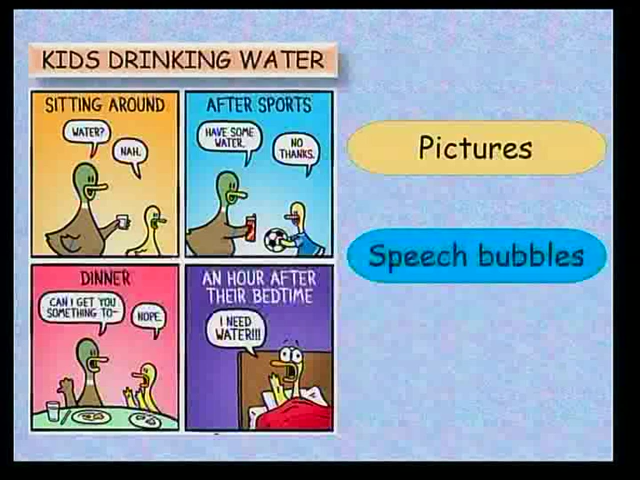 KIDS DRINKING WATER
SITTING AROUND
WATER?
NAH.
AFTER SPORTS
HAVE SOME
WATER.
NO
THANKS.
DINNER
CAN I GET YOU
SOMETHING TO-
NOPE.
AN HOUR AFTER
THEIR BEDTIME
I NEED
WATER!!!
Pictures
Speech bubbles